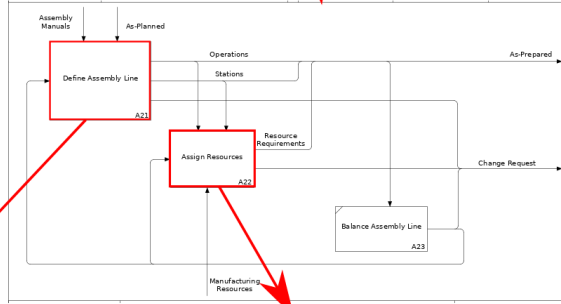 Assembly
Manuals
As-Planned
Operations
As-Prepared
Define Assembly Line
Stations
A21
Resource
Requirements
Assign Resources
Change Request
A22
Balance Assembly Line
A23
Manufacturing
Resources